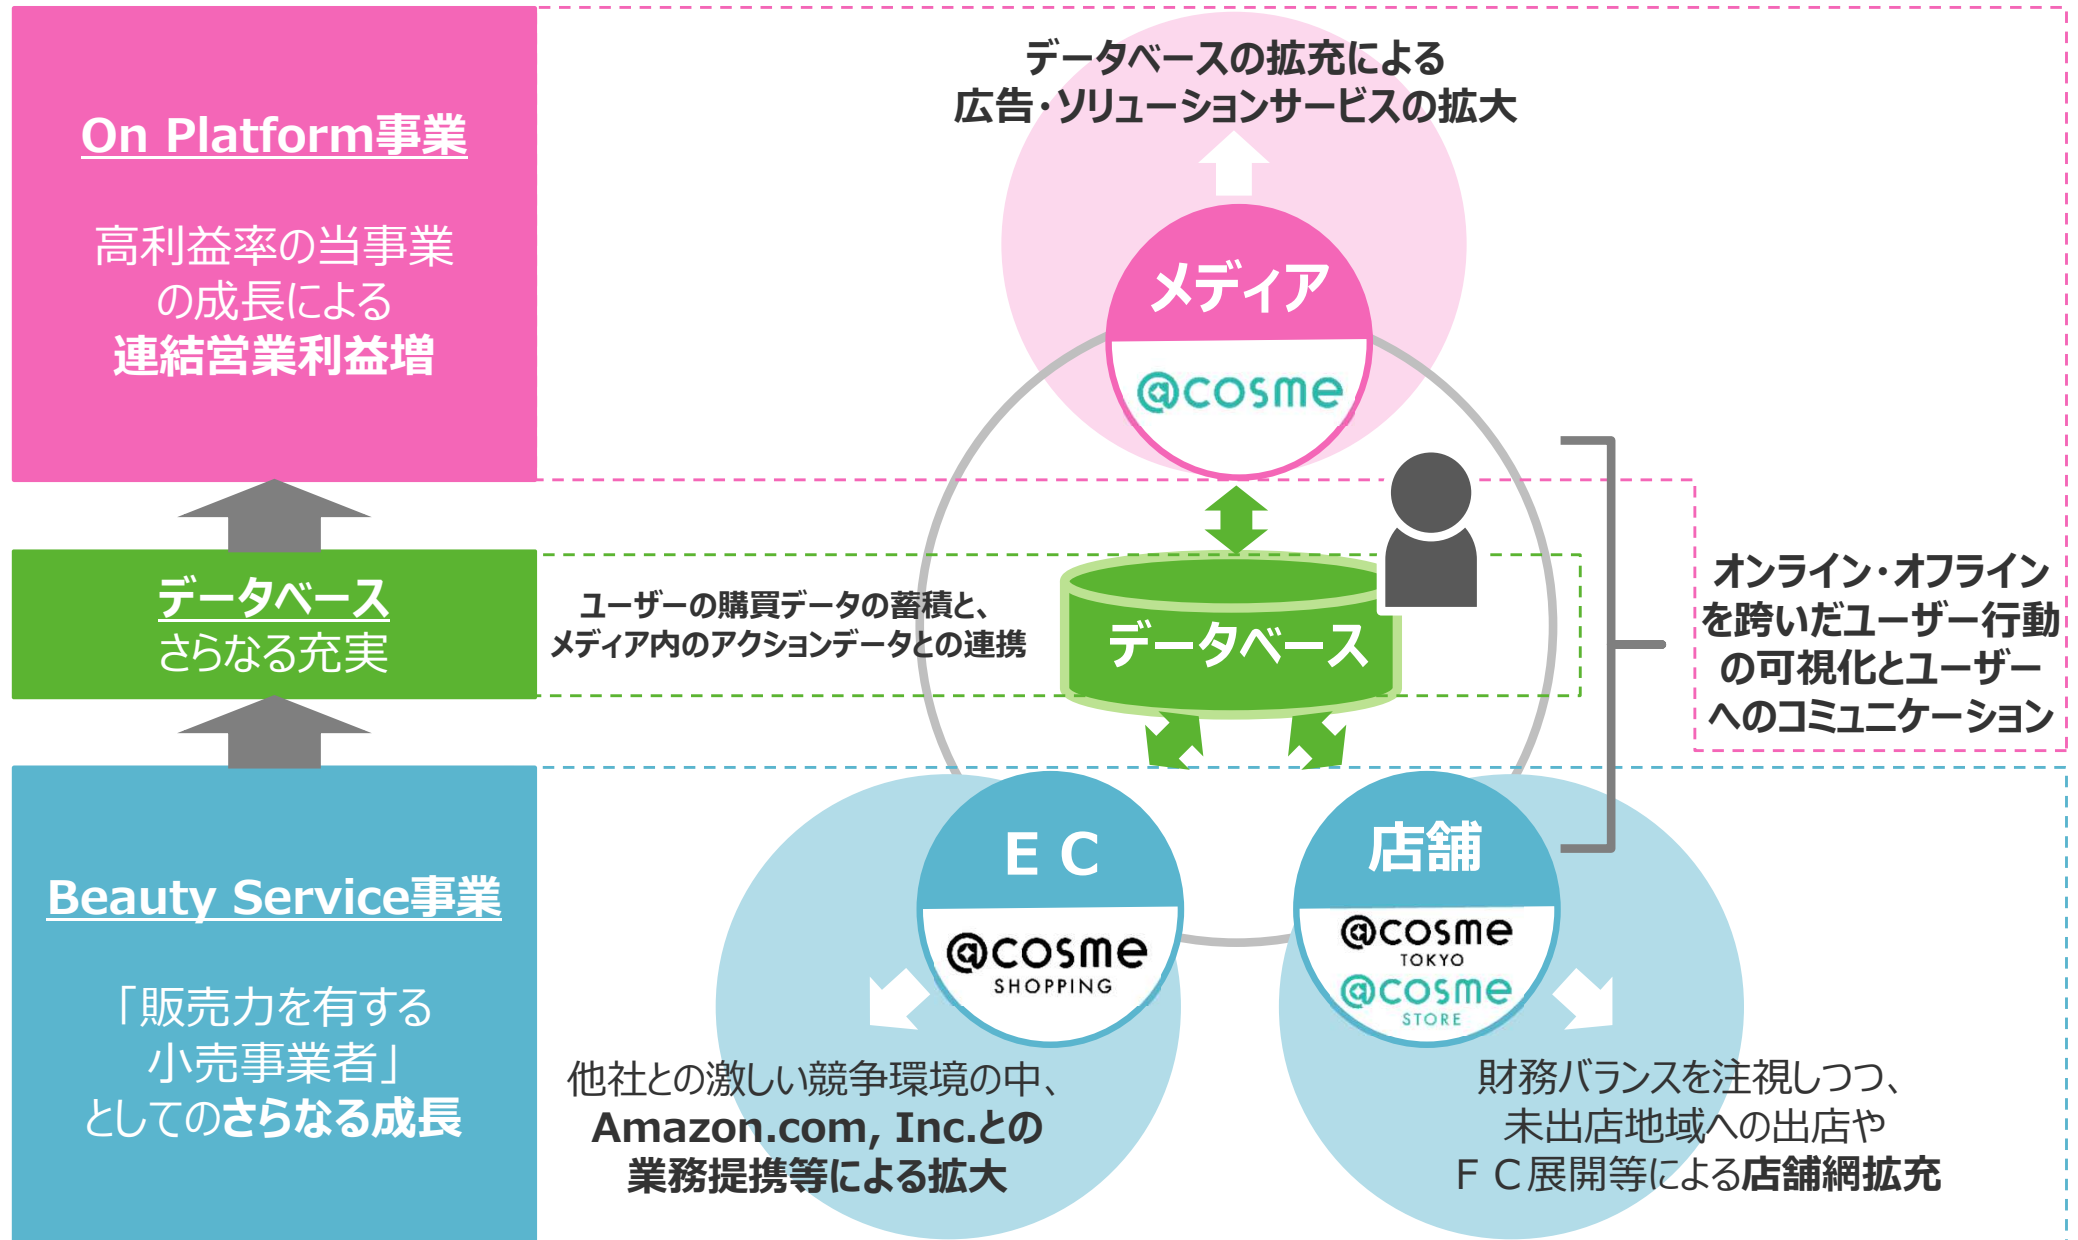 On Platform事業
高利益率の当事業
の成長による
連結営業利益増
データベースの拡充による
広告・ソリューションサービスの拡大
メディア
@cosme
データベース
さらなる充実
ユーザーの購買データの蓄積と、
メディア内のアクションデータとの連携
データベース
オンライン・オフライン
を跨いだユーザー行動
の可視化とユーザー
へのコミュニケーション
Beauty Service事業
「販売力を有する
小売事業者」
としてのさらなる成長
ＥＣ
@cosme
SHOPPING
他社との激しい競争環境の中、
Amazon.com, Inc.との
業務提携等による拡大
店舗
@cosme
TOKYO
@cosme
STORE
財務バランスを注視しつつ、
未出店地域への出店や
ＦＣ展開等による店舗網拡充